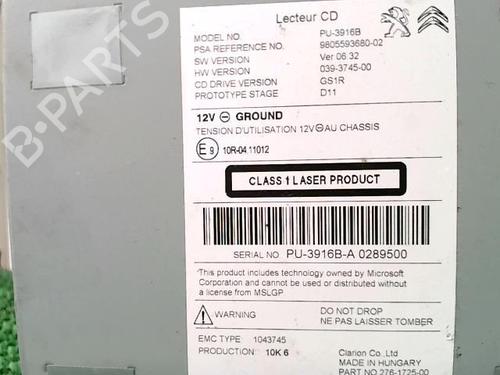 Lecteur CD
MODEL NO. PU-3916B
PSA REFERENCE NO. 9805593680-02
SW VERSION Ver 06.32
HW VERSION 039-3745-00
CD DRIVE VERSION GS1R
PROTOTYPE STAGE D11
12V ⊖ GROUND
TENSION D'UTILISATION 12V⊖AU CHASSIS
E9 10R-04.11012
CLASS 1 LASER PRODUCT
SERIAL NO. PU-3916B-A 0289500
"This product includes technology owned by Microsoft
Corporation and cannot be used or distributed without
a license from MSLGP
WARNING DO NOT DROP
NE PAS LAISSER TOMBER
EMC TYPE 1043745
PRODUCTION 10K 6
Clarion Co.,Ltd
MADE IN HUNGARY
PART NO 276-1725-00
B-PARTS